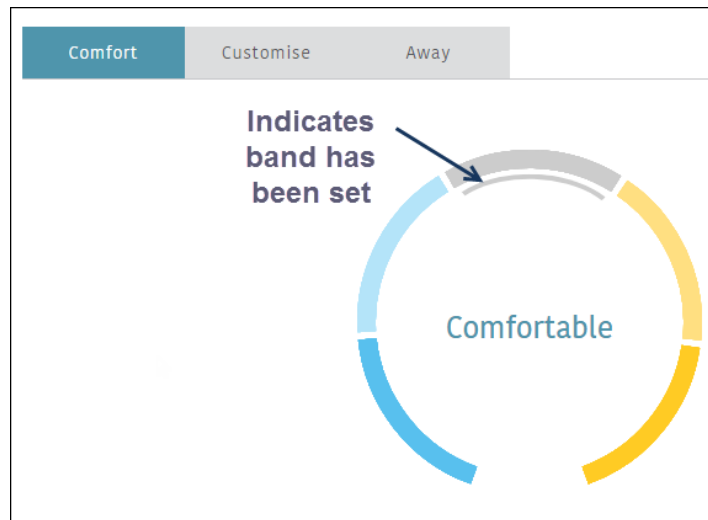 Comfort Customise Away
Indicates
band has
been set
Comfortable